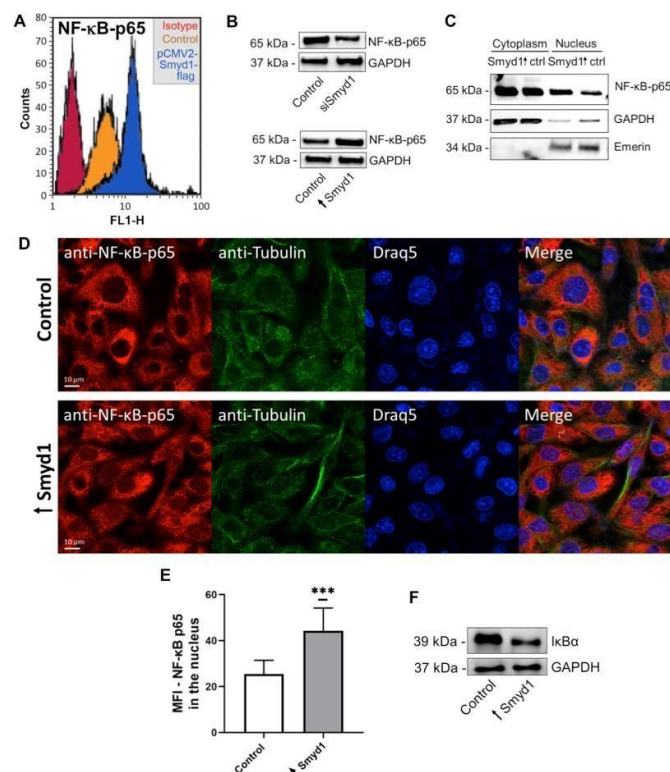 A
NF-κB-p65
Isotype
Control
pCMV2-
Smyd1-
flag
Counts
80
70
60
50
40
30
20
10
0
1
10
100
FL1-H
B
65 kDa -
NF-κB-p65
37 kDa -
GAPDH
Control
siSmyd1
65 kDa -
NF-κB-p65
37 kDa -
GAPDH
Control
↑ Smyd1
C
Cytoplasm Nucleus
Smyd1↑ ctrl Smyd1↑ ctrl
65 kDa -
NF-κB-p65
37 kDa -
GAPDH
34 kDa -
Emerin
D
Control
anti-NF-κB-p65
anti-Tubulin
Draq5
Merge
10 µm
↑ Smyd1
anti-NF-κB-p65
anti-Tubulin
Draq5
Merge
10 µm
E
MFI - NF-κB p65
in the nucleus
60
40
20
0
***
Control
↑ Smyd1
F
39 kDa -
IκBα
37 kDa -
GAPDH
Control
↑ Smyd1